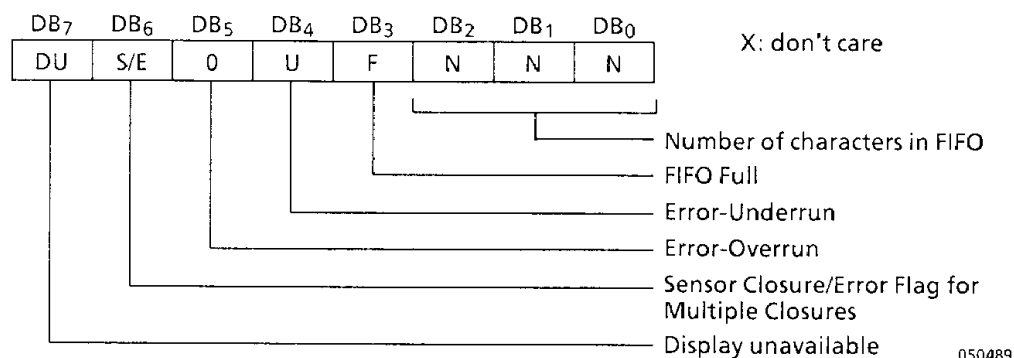 DB7 DB6 DB5 DB4 DB3 DB2 DB1 DB0
X: don't care
DU S/E 0 U F N N N
Number of characters in FIFO
FIFO Full
Error-Underrun
Error-Overrun
Sensor Closure/Error Flag for
Multiple Closures
Display unavailable
050489